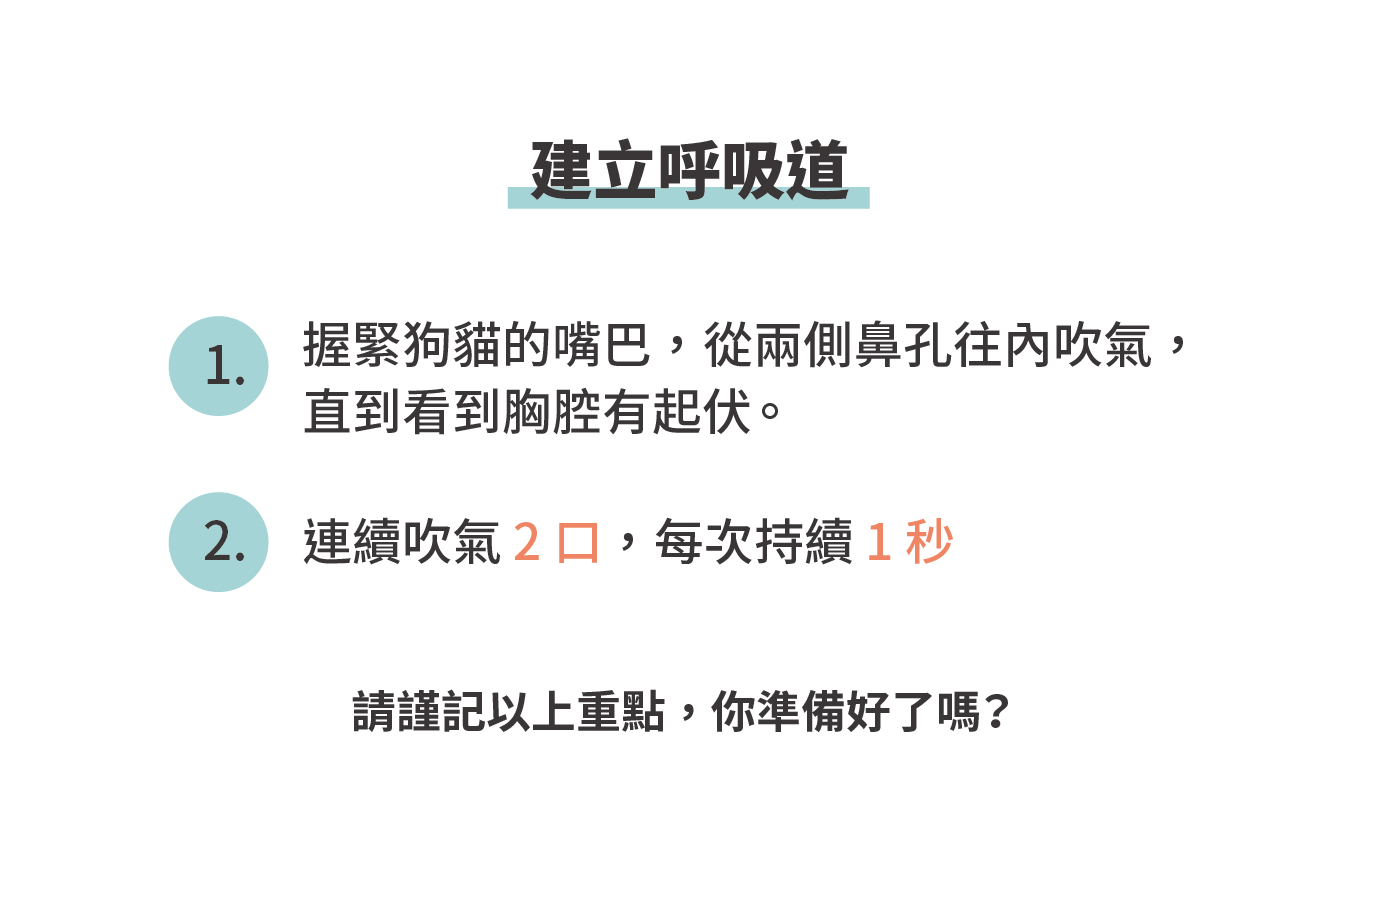 建立呼吸道
1. 握緊狗貓的嘴巴，從兩側鼻孔往內吹氣，
直到看到胸腔有起伏。
2. 連續吹氣 2 口，每次持續 1 秒
請謹記以上重點，你準備好了嗎？